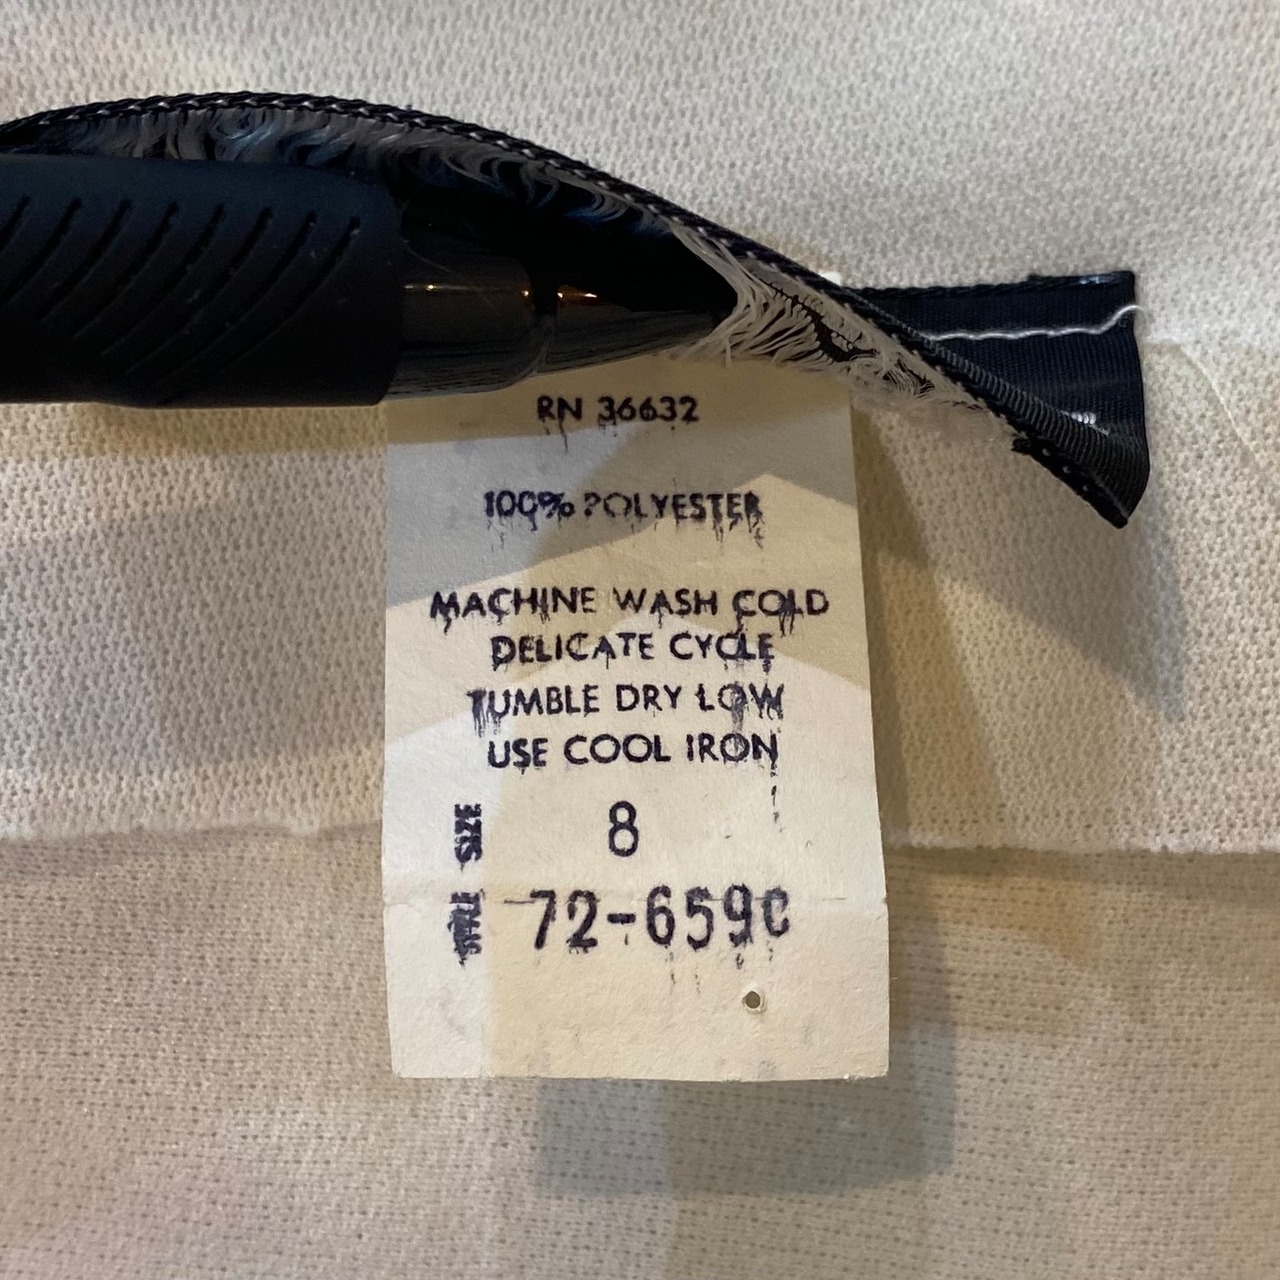 RN 36632
100% POLYESTER
MACHINE WASH COLD
DELICATE CYCLE
TUMBLE DRY LOW
USE COOL IRON
SIZE 8
STYLE 72-659C